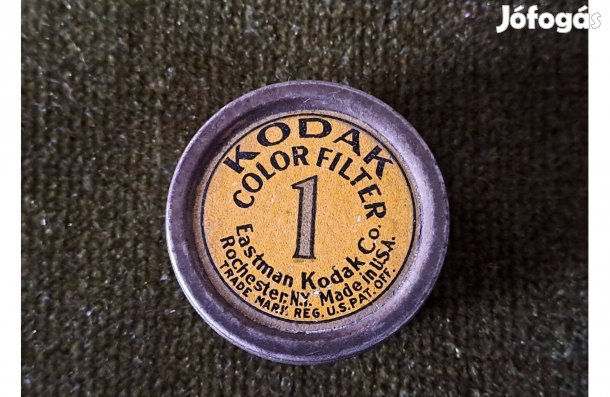 Jófogás
KODAK
COLOR FILTER
1
Eastman Kodak Co.
Rochester, N.Y. Made in U.S.A.
TRADE MARK REG. U.S. PAT. OFF.